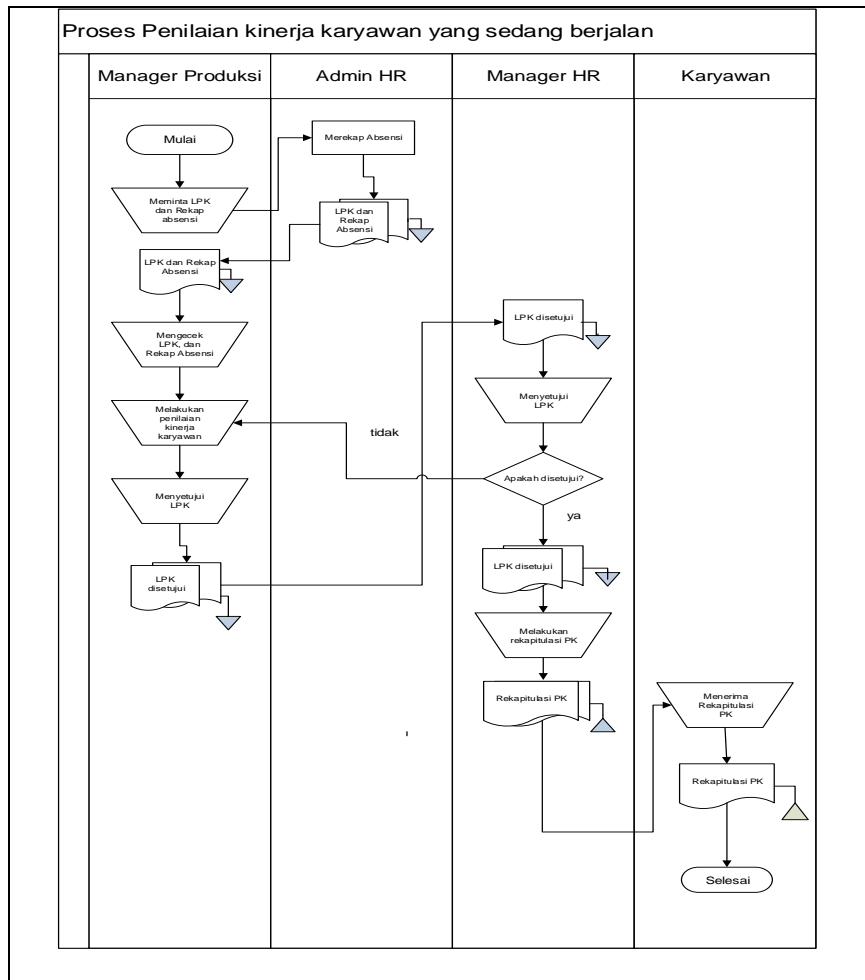 Proses Penilaian kinerja karyawan yang sedang berjalan
Manager Produksi
Admin HR
Manager HR
Karyawan
Mulai
Meminta LPK
dan Rekap
absensi
Merekap Absensi
LPK dan
Rekap
Absensi
LPK dan Rekap
Absensi
Mengecek
LPK, dan
Rekap Absensi
Melakukan
penilaian
kinerja
karyawan
Menyetujui
LPK
LPK
disetujui
LPK disetujui
Menyetujui
LPK
Apakah disetujui?
tidak
ya
LPK disetujui
Melakukan
rekapitulasi PK
Rekapitulasi PK
Menerima
Rekapitulasi
PK
Rekapitulasi PK
Selesai